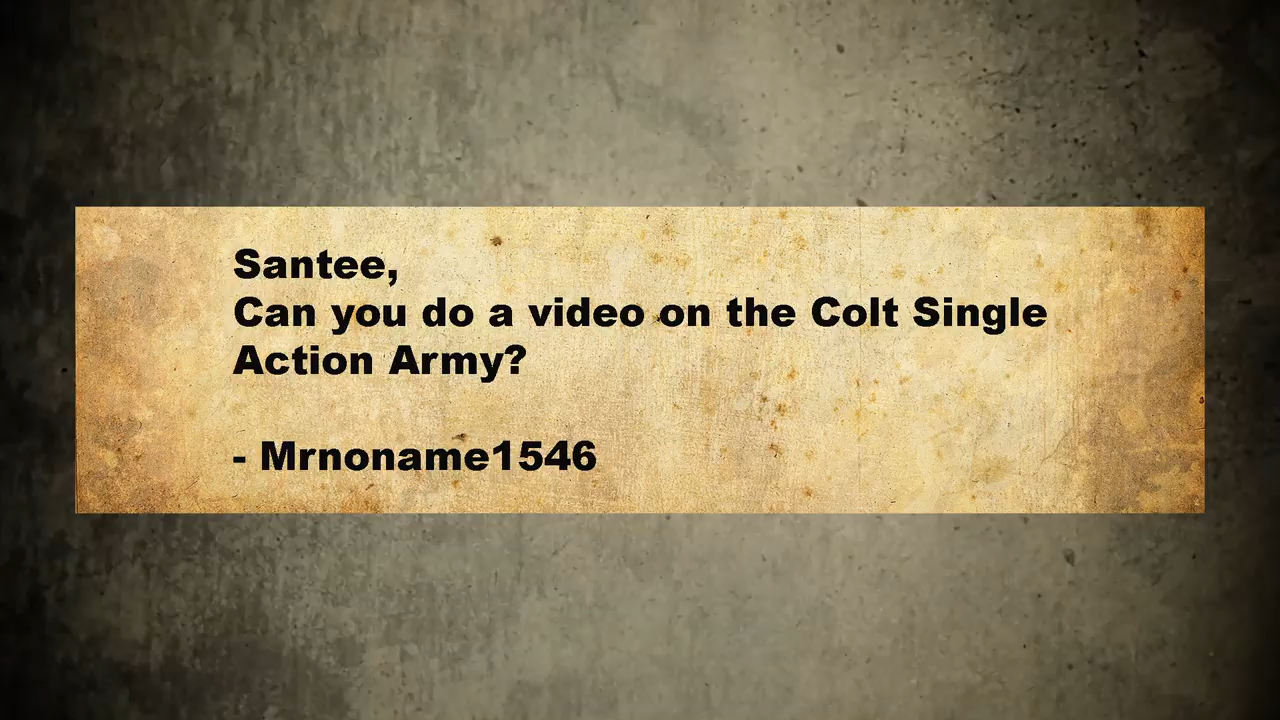 Santee,
Can you do a video on the Colt Single
Action Army?
- Mrnoname1546